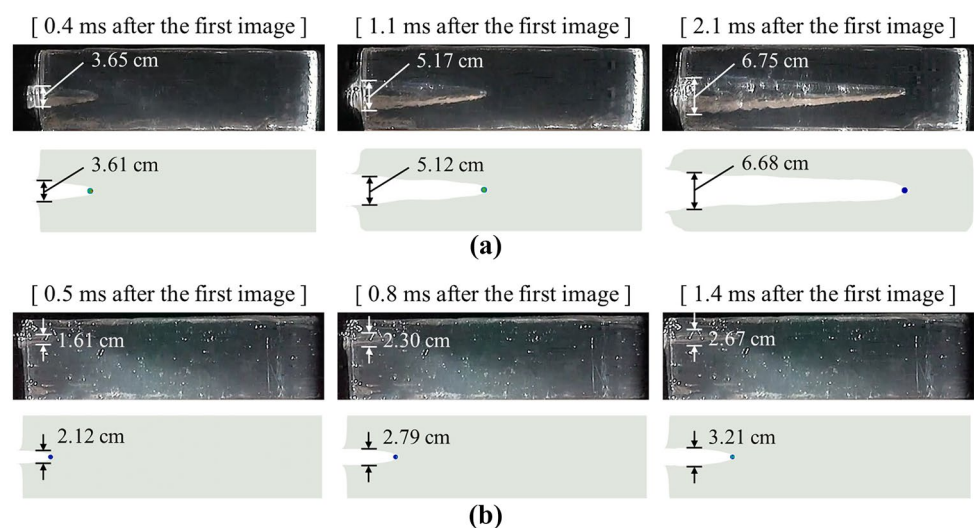 [ 0.4 ms after the first image ] [ 1.1 ms after the first image ] [ 2.1 ms after the first image ]
3.65 cm 5.17 cm 6.75 cm
3.61 cm 5.12 cm 6.68 cm
(a)
[ 0.5 ms after the first image ] [ 0.8 ms after the first image ] [ 1.4 ms after the first image ]
1.61 cm 2.30 cm 2.67 cm
2.12 cm 2.79 cm 3.21 cm
(b)